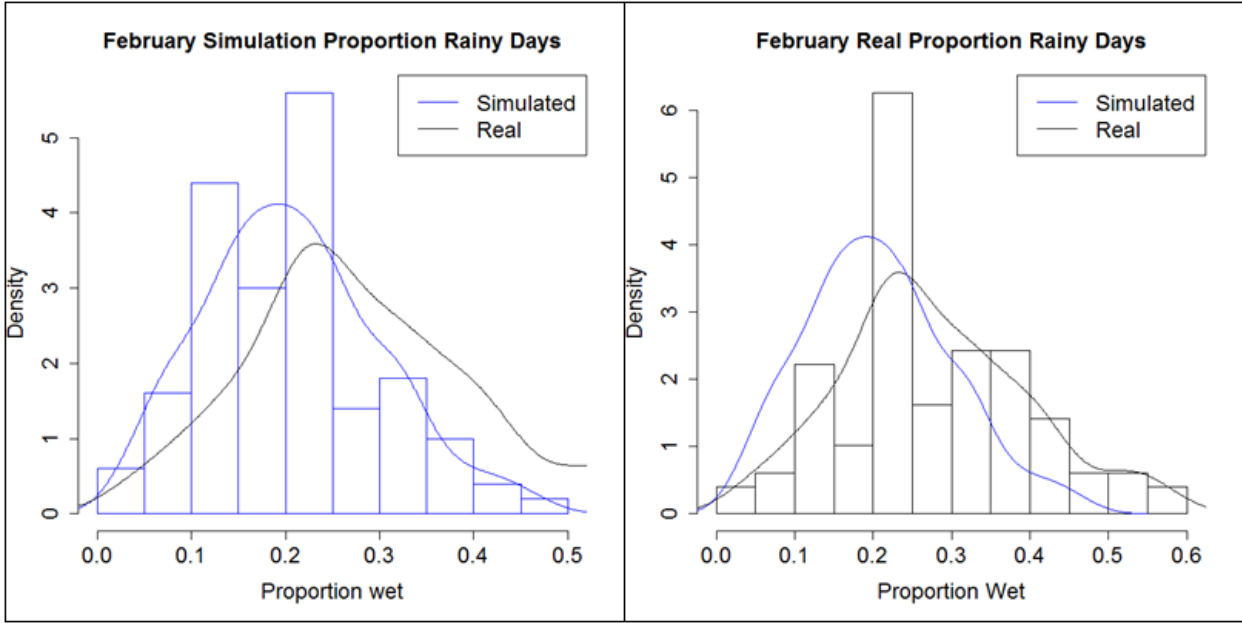 February Simulation Proportion Rainy Days
Simulated
Real
5
4
3
2
1
0
Density
0.0 0.1 0.2 0.3 0.4 0.5
Proportion wet
February Real Proportion Rainy Days
Simulated
Real
6
5
4
3
2
1
0
Density
0.0 0.1 0.2 0.3 0.4 0.5 0.6
Proportion Wet